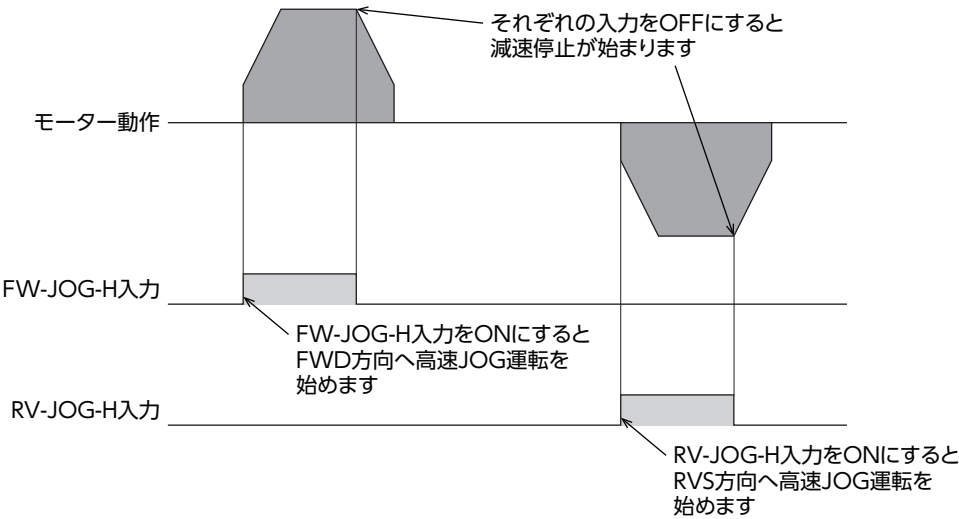 それぞれの入力をOFFにすると
減速停止が始まります
モーター動作
FW-JOG-H入力
FW-JOG-H入力をONにすると
FWD方向へ高速JOG運転を
始めます
RV-JOG-H入力
RV-JOG-H入力をONにすると
RVS方向へ高速JOG運転を
始めます